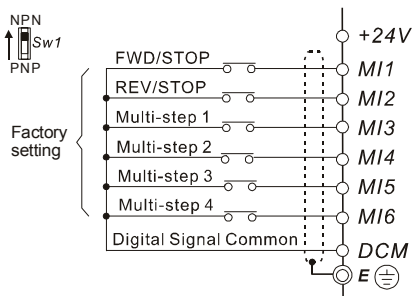 NPN
Sw1
PNP
+24V
FWD/STOP
MI1
REV/STOP
MI2
Multi-step 1
MI3
Factory
setting
Multi-step 2
MI4
Multi-step 3
MI5
Multi-step 4
MI6
Digital Signal Common
DCM
E